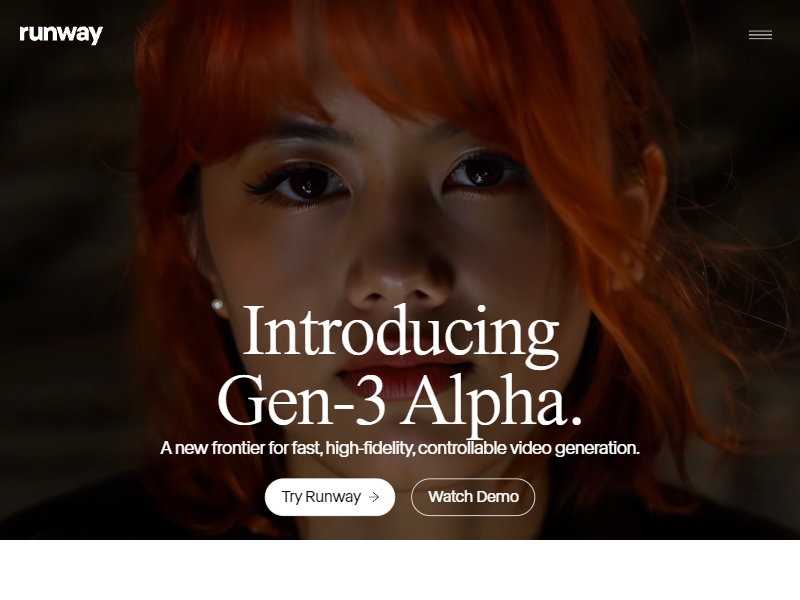 runway
Introducing
Gen-3 Alpha.
A new frontier for fast, high-fidelity, controllable video generation.
Try Runway →
Watch Demo